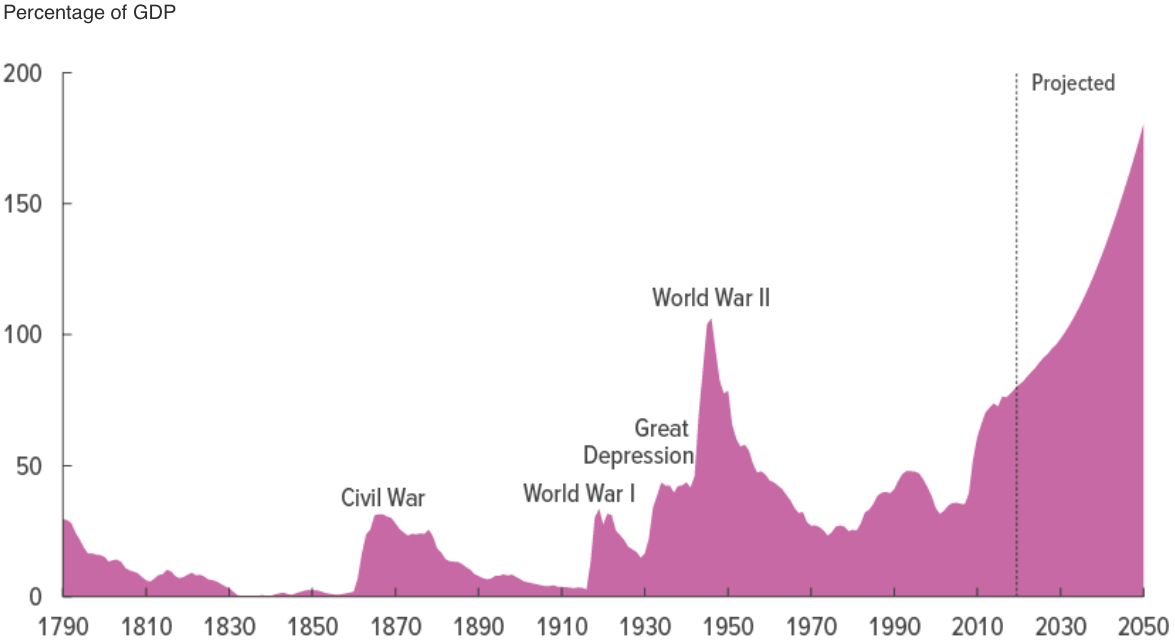 Percentage of GDP
200
Projected
150
World War II
100
Great
Depression
50
Civil War
World War I
0
1790 1810 1830 1850 1870 1890 1910 1930 1950 1970 1990 2010 2030 2050